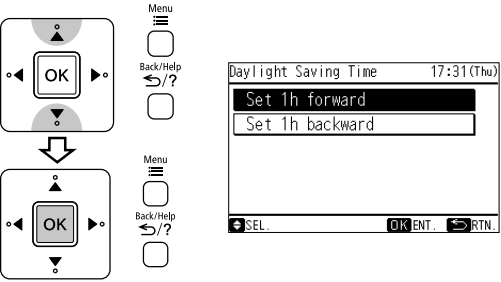 Menu
OK
Back/Help
/?
Menu
OK
Back/Help
/?
Daylight Saving Time 17:31(Thu)
Set 1h forward
Set 1h backward
SEL. OK ENT. RTN.